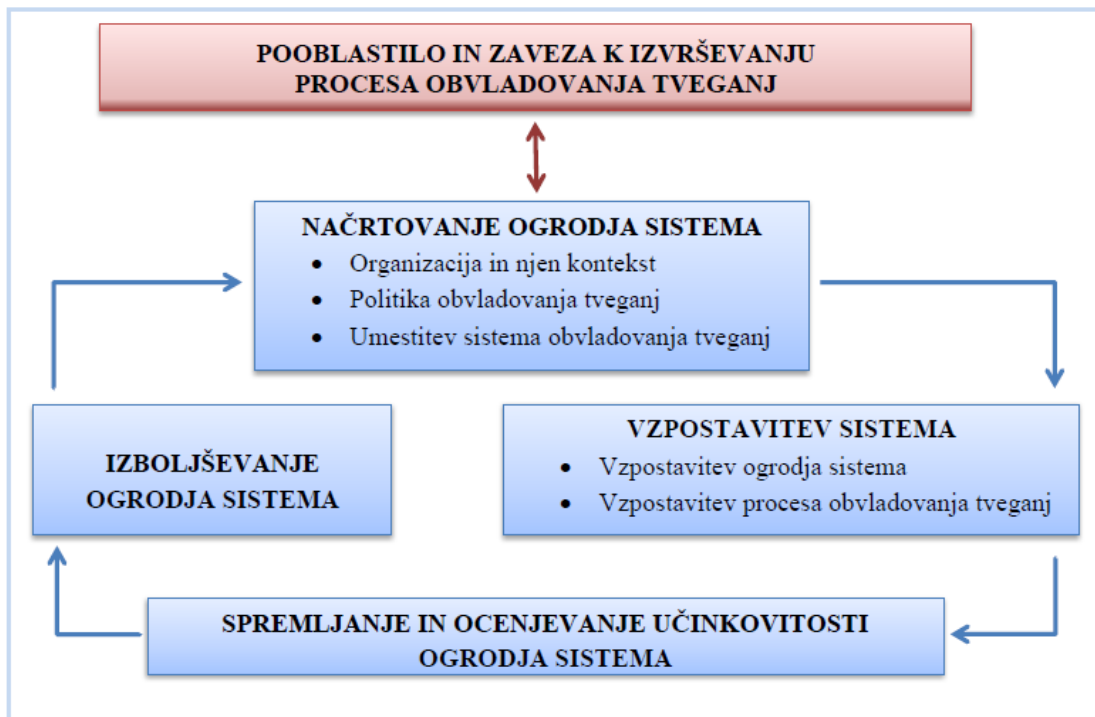 POOBLASTILO IN ZAVEZA K IZVRŠEVANJU
PROCESA OBVLADOVANJA TVEGANJ
NAČRTOVANJE OGRODJA SISTEMA
• Organizacija in njen kontekst
• Politika obvladovanja tveganj
• Umestitev sistema obvladovanja tveganj
IZBOLJŠEVANJE
OGRODJA SISTEMA
VZPOSTAVITEV SISTEMA
• Vzpostavitev ogrodja sistema
• Vzpostavitev procesa obvladovanja tveganj
SPREMLJANJE IN OCENJEVANJE UČINKOVITOSTI
OGRODJA SISTEMA